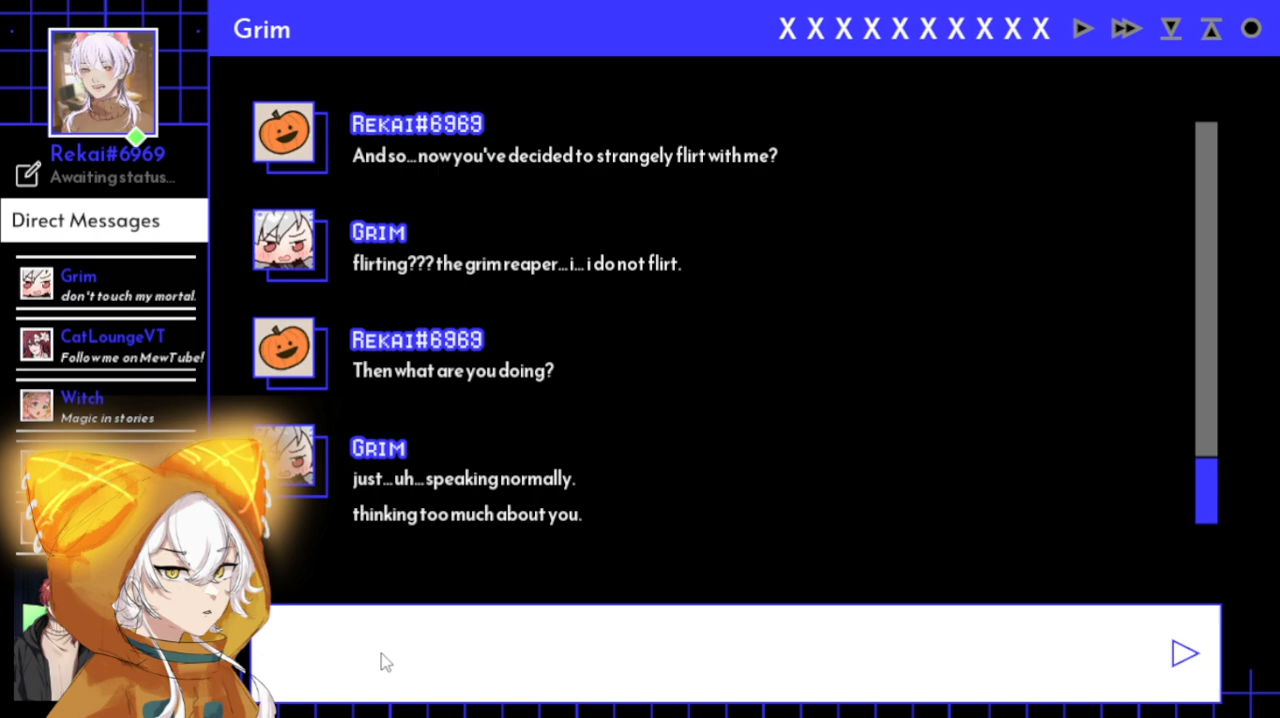 Grim
X X X X X X X X X X
Rekai#6969
Awaiting status...
Direct Messages
Grim
don't touch my mortal.
CatLoungeVT
Follow me on MewTube!
Witch
Magic in stories
Rekai#6969
And so... now you've decided to strangely flirt with me?
Grim
flirting??? the grim reaper... i... i do not flirt.
Rekai#6969
Then what are you doing?
Grim
just... uh... speaking normally.
thinking too much about you.